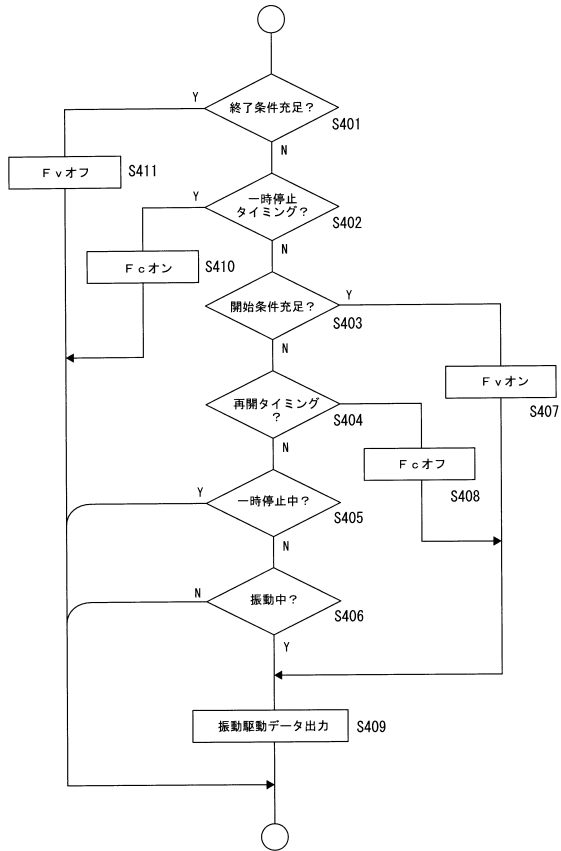 Y
終了条件充足？
S401
N
Ｆｖオフ
S411
Y
一時停止
タイミング？
S402
N
Ｆｃオン
S410
開始条件充足？
Y
S403
N
Ｆｖオン
S407
再開タイミング
？
S404
N
Ｆｃオフ
S408
Y
一時停止中？
S405
N
N
振動中？
S406
Y
振動駆動データ出力
S409